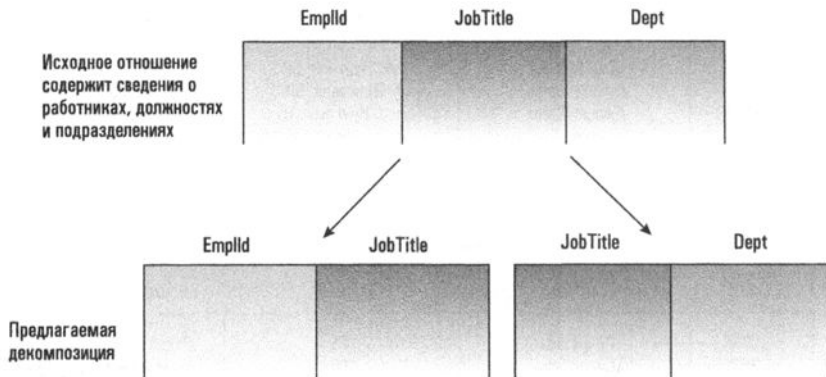 EmplId JobTitle Dept
Исходное отношение
содержит сведения о
работниках, должностях
и подразделениях
EmplId JobTitle JobTitle Dept
Предлагаемая
декомпозиция